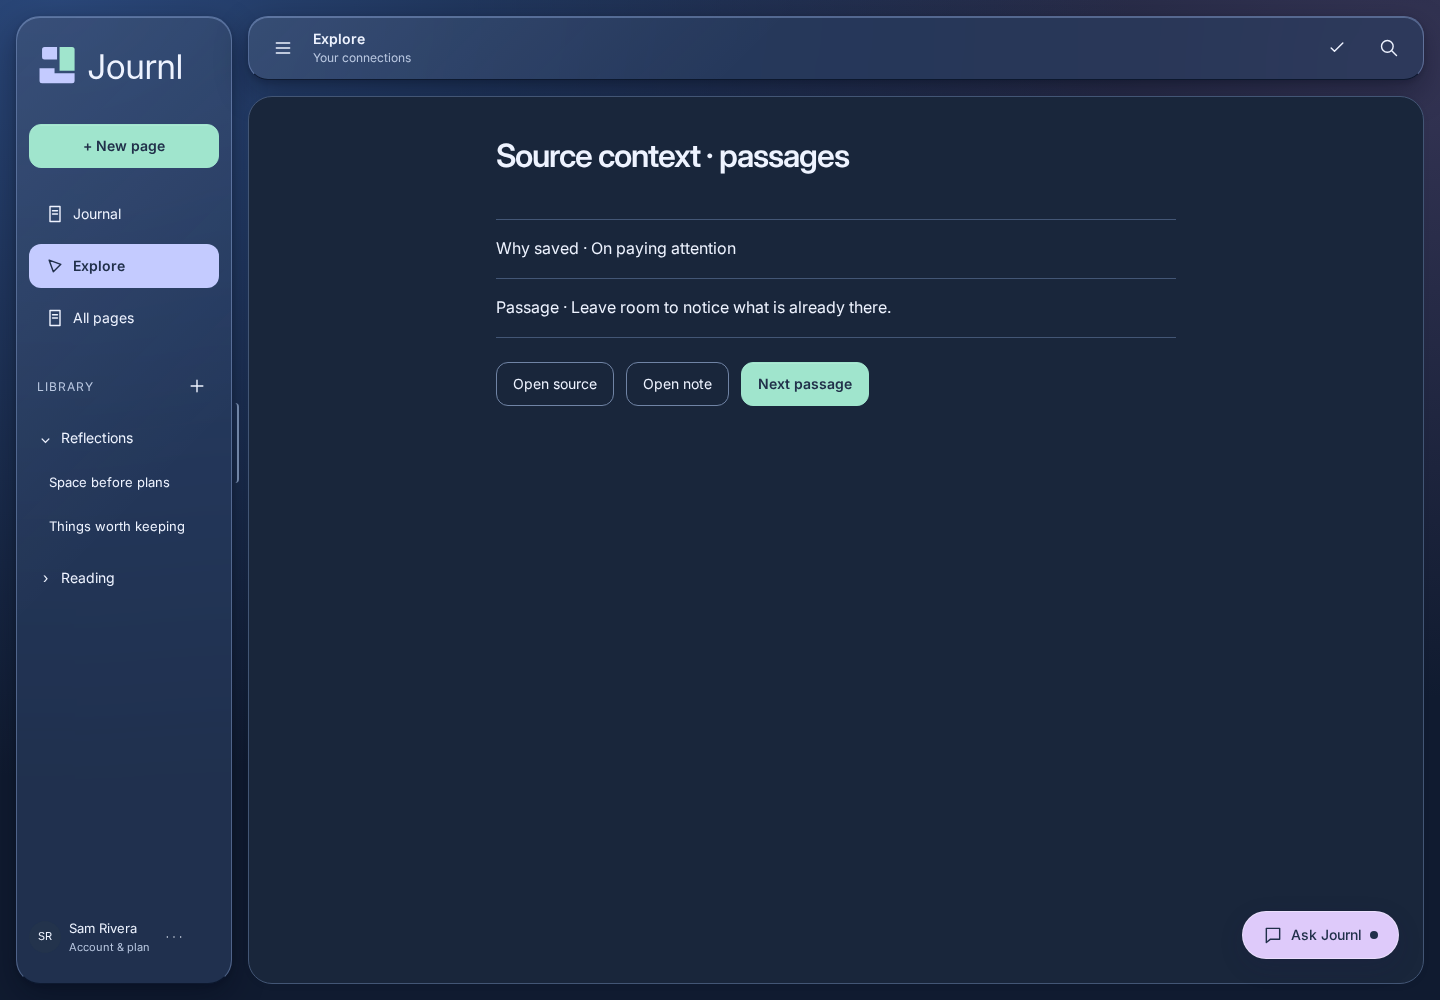 Journl
+ New page
Journal
Explore
All pages
LIBRARY
Reflections
Space before plans
Things worth keeping
Reading
SR
Sam Rivera
Account & plan
Explore
Your connections
Source context · passages
Why saved · On paying attention
Passage · Leave room to notice what is already there.
Open source
Open note
Next passage
Ask Journl